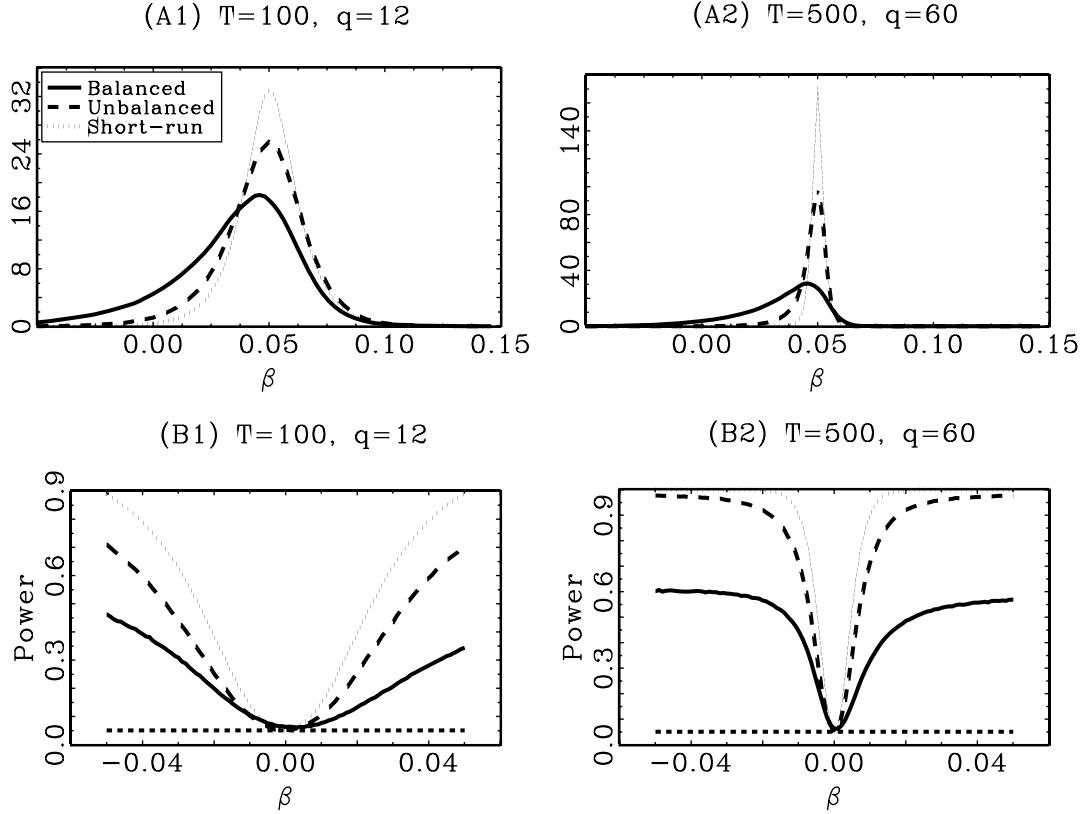 (A1) T=100, q=12
(A2) T=500, q=60
Balanced
Unbalanced
Short-run
0 8 16 24 32
0.00 0.05 0.10 0.15
β
0 40 80 140
0.00 0.05 0.10 0.15
β
(B1) T=100, q=12
(B2) T=500, q=60
Power
0.0 0.3 0.6 0.9
-0.04 0.00 0.04
β
Power
0.0 0.3 0.6 0.9
-0.04 0.00 0.04
β